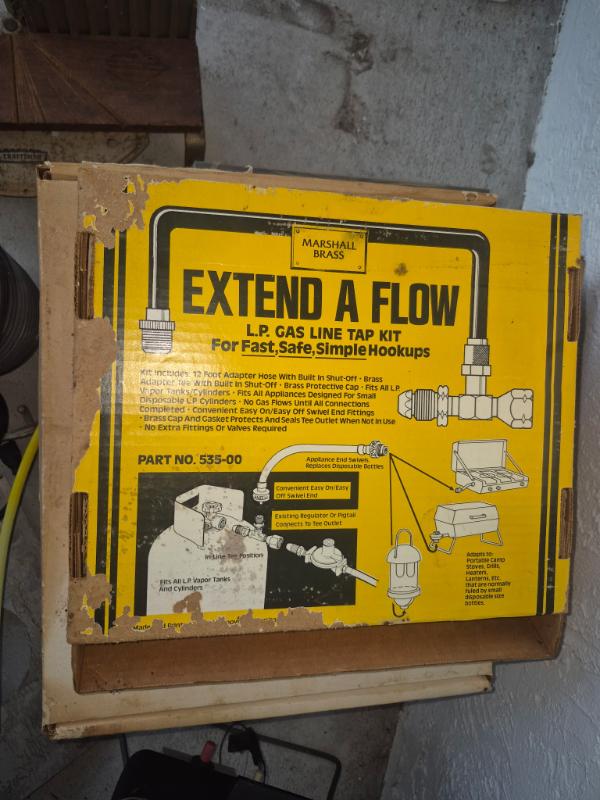 CRAFTSMAN
MARSHALL
BRASS
EXTEND A FLOW
L.P. GAS LINE TAP KIT
For Fast, Safe, Simple Hookups
Kit Includes: 12 Foot Adapter Hose With Built In Shut-Off • Brass
Adapter Tee With Built In Shut-Off • Brass Protective Cap • Fits All L.P.
Vapor Tanks/Cylinders • Fits All Appliances Designed For Small
Disposable L.P. Cylinders • No Gas Flows Until All Connections
Completed • Convenient Easy On/Easy Off Swivel End Fittings
• Brass Cap And Gasket Protects And Seals Tee Outlet When Not In Use
• No Extra Fittings Or Valves Required
PART NO. 535-00
Appliance End Swivels
Replaces Disposable Bottles
Convenient Easy On/Easy
Off Swivel End
Existing Regulator Or Pigtail
Connects To Tee Outlet
In-Line Tee Position
Fits All L.P. Vapor Tanks
And Cylinders
Adapts to:
Portable Camp
Stoves, Grills,
Heaters,
Lanterns, Etc.
that are normally
fuled by small
disposable size
bottles.